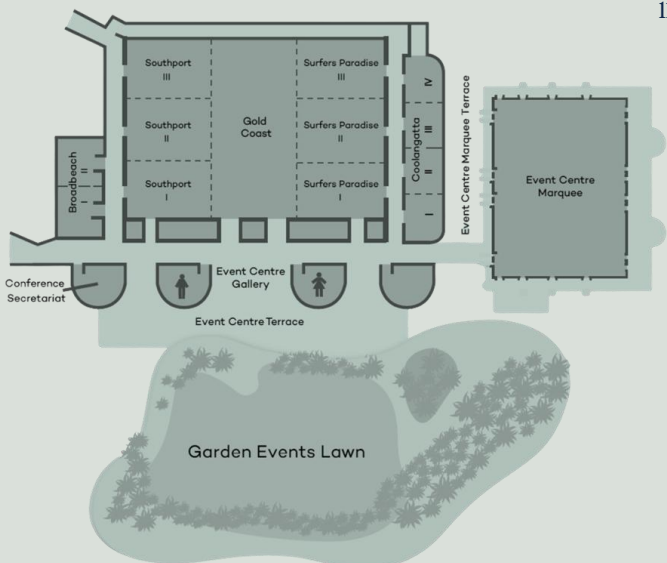 Southport
III
Gold
Coast
Surfers Paradise
III
Southport
II
Surfers Paradise
II
Southport
I
Surfers Paradise
I
Broadbeach
II
I
Coolangatta
IV
III
II
I
Event Centre Marquee Terrace
Event Centre
Marquee
Conference
Secretariat
Event Centre
Gallery
Event Centre Terrace
Garden Events Lawn